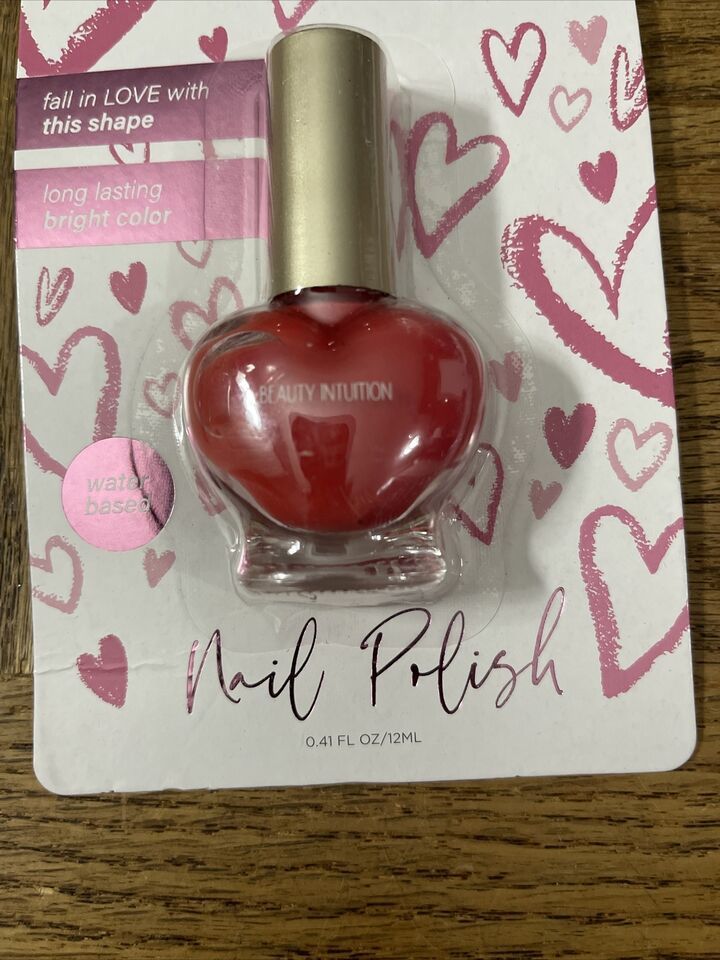 fall in LOVE with
this shape
long lasting
bright color
BEAUTY INTUITION
water
based
Nail Polish
0.41 FL OZ/12ML